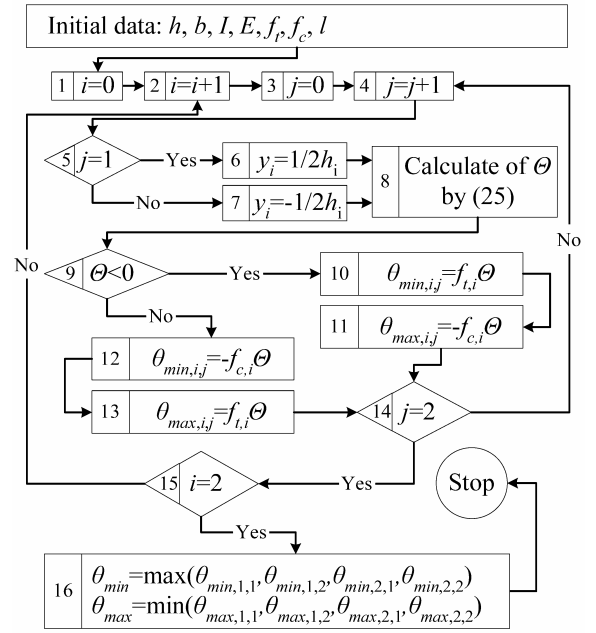 Initial data: h, b, I, E, f_t, f_c, l
1 i=0
2 i=i+1
3 j=0
4 j=j+1
5 j=1
Yes
6 y_i=1/2h_i
No
7 y_i=-1/2h_i
8 Calculate of Θ
by (25)
No
9 Θ<0
Yes
10 θ_min,i,j=f_t,iΘ
No
11 θ_max,i,j=-f_c,iΘ
No
12 θ_min,i,j=-f_c,iΘ
13 θ_max,i,j=f_t,iΘ
14 j=2
15 i=2
Yes
Stop
Yes
16 θ_min=max(θ_min,1,1,θ_min,1,2,θ_min,2,1,θ_min,2,2)
θ_max=min(θ_max,1,1,θ_max,1,2,θ_max,2,1,θ_max,2,2)